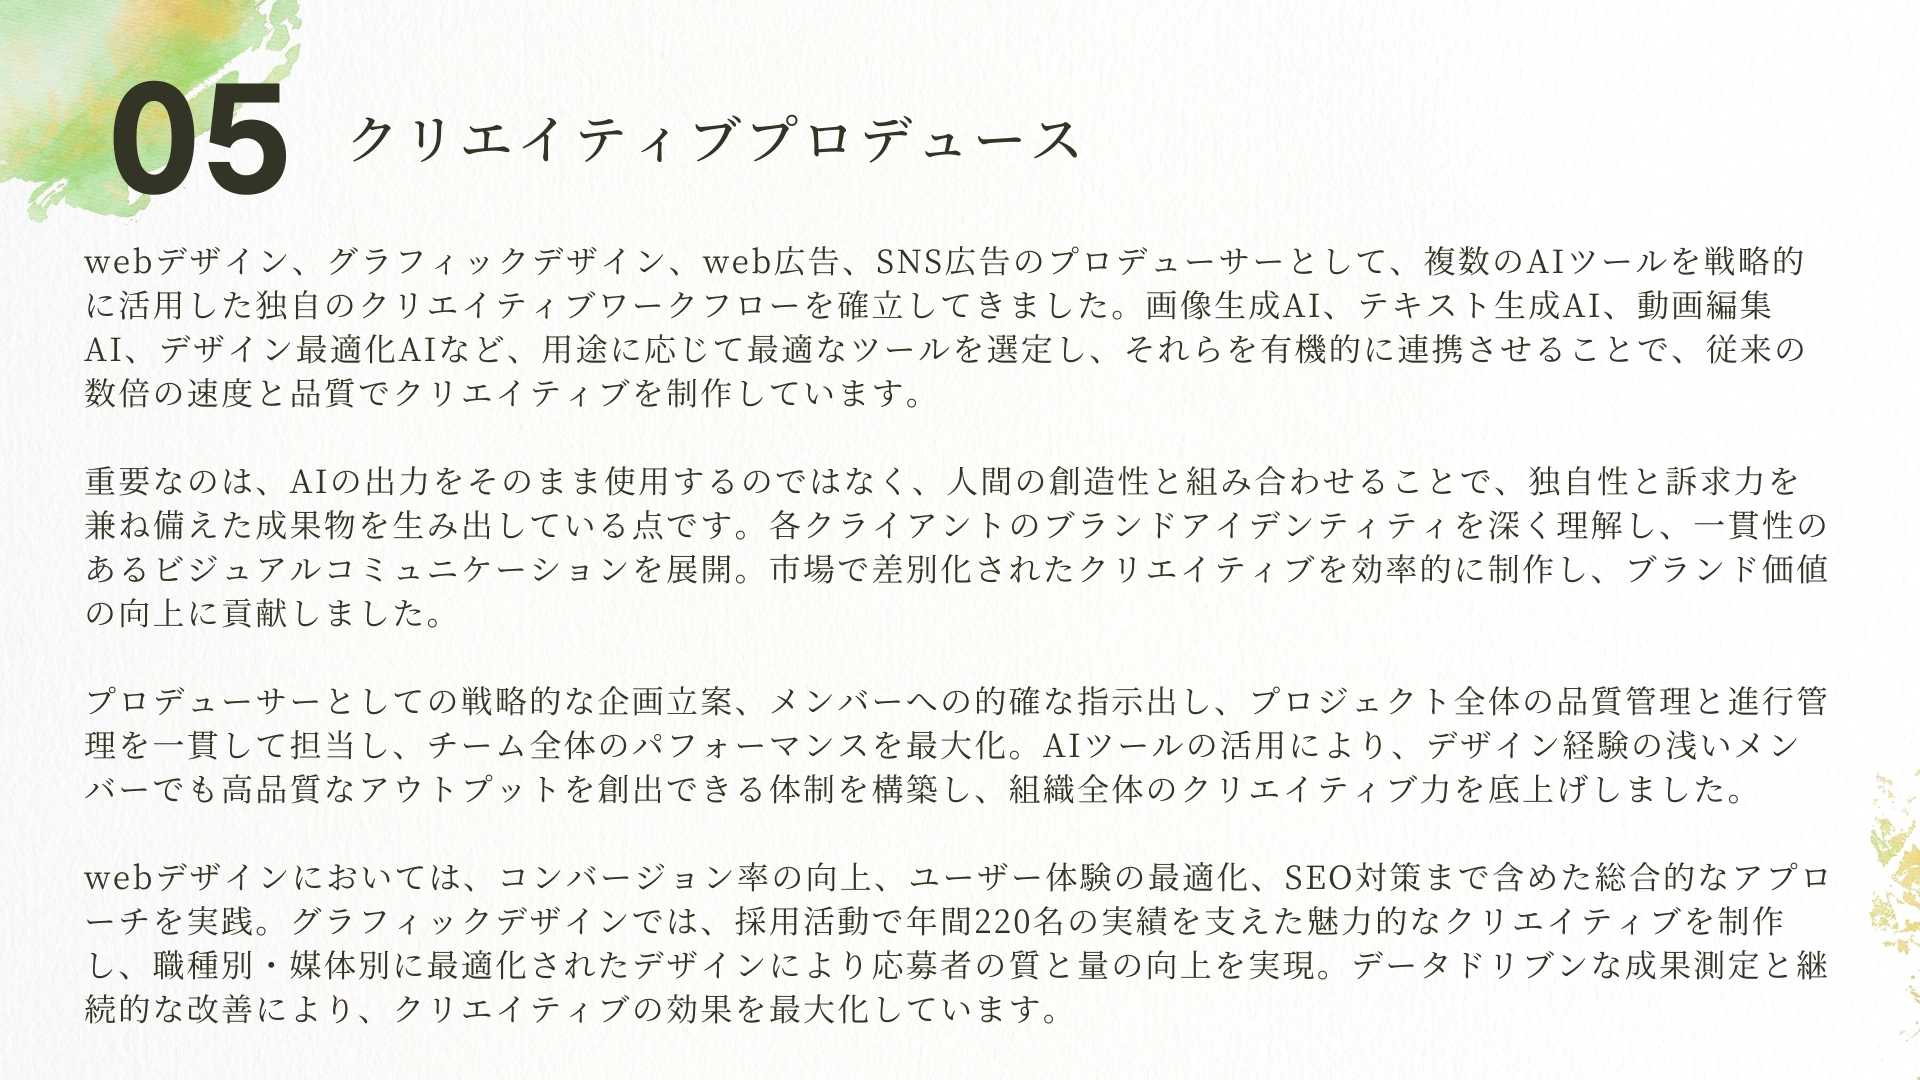 05 クリエイティブプロデュース
webデザイン、グラフィックデザイン、web広告、SNS広告のプロデューサーとして、複数のAIツールを戦略的
に活用した独自のクリエイティブワークフローを確立してきました。画像生成AI、テキスト生成AI、動画編集
AI、デザイン最適化AIなど、用途に応じて最適なツールを選定し、それらを有機的に連携させることで、従来の
数倍の速度と品質でクリエイティブを制作しています。
重要なのは、AIの出力をそのまま使用するのではなく、人間の創造性と組み合わせることで、独自性と訴求力を
兼ね備えた成果物を生み出している点です。各クライアントのブランドアイデンティティを深く理解し、一貫性の
あるビジュアルコミュニケーションを展開。市場で差別化されたクリエイティブを効率的に制作し、ブランド価値
の向上に貢献しました。
プロデューサーとしての戦略的な企画立案、メンバーへの的確な指示出し、プロジェクト全体の品質管理と進行管
理を一貫して担当し、チーム全体のパフォーマンスを最大化。AIツールの活用により、デザイン経験の浅いメン
バーでも高品質なアウトプットを創出できる体制を構築し、組織全体のクリエイティブ力を底上げしました。
webデザインにおいては、コンバージョン率の向上、ユーザー体験の最適化、SEO対策まで含めた総合的なアプロ
ーチを実践。グラフィックデザインでは、採用活動で年間220名の実績を支えた魅力的なクリエイティブを制作
し、職種別・媒体別に最適化されたデザインにより応募者の質と量の向上を実現。データドリブンな成果測定と継
続的な改善により、クリエイティブの効果を最大化しています。